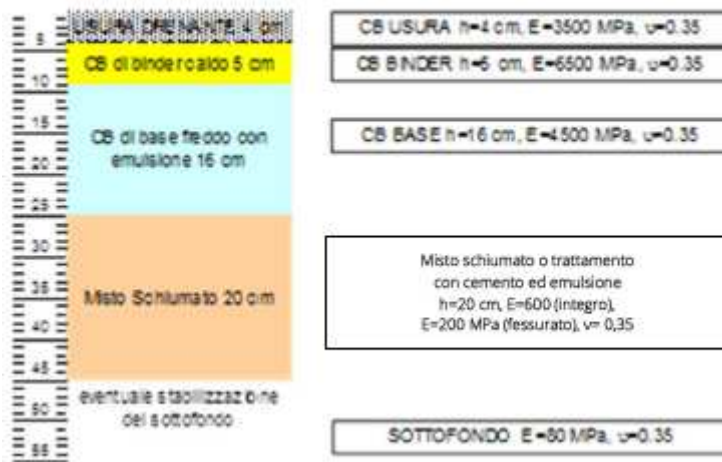 USURA DRENANTE 4 cm
CB di binder caldo 5 cm
CB di base freddo con
emulsione 16 cm
Misto Schiumato 20 cm
eventuale stabilizzazione
del sottofondo
5
10
15
20
25
30
35
40
45
50
55
CB USURA h=4 cm, E=3500 MPa, υ=0.35
CB BINDER h=6 cm, E=6500 MPa, υ=0.35
CB BASE h=16 cm, E=4500 MPa, υ=0.35
Misto schiumato o trattamento
con cemento ed emulsione
h=20 cm, E=600 (integro),
E=200 MPa (fessurato), v= 0,35
SOTTOFONDO E=80 MPa, υ=0.35